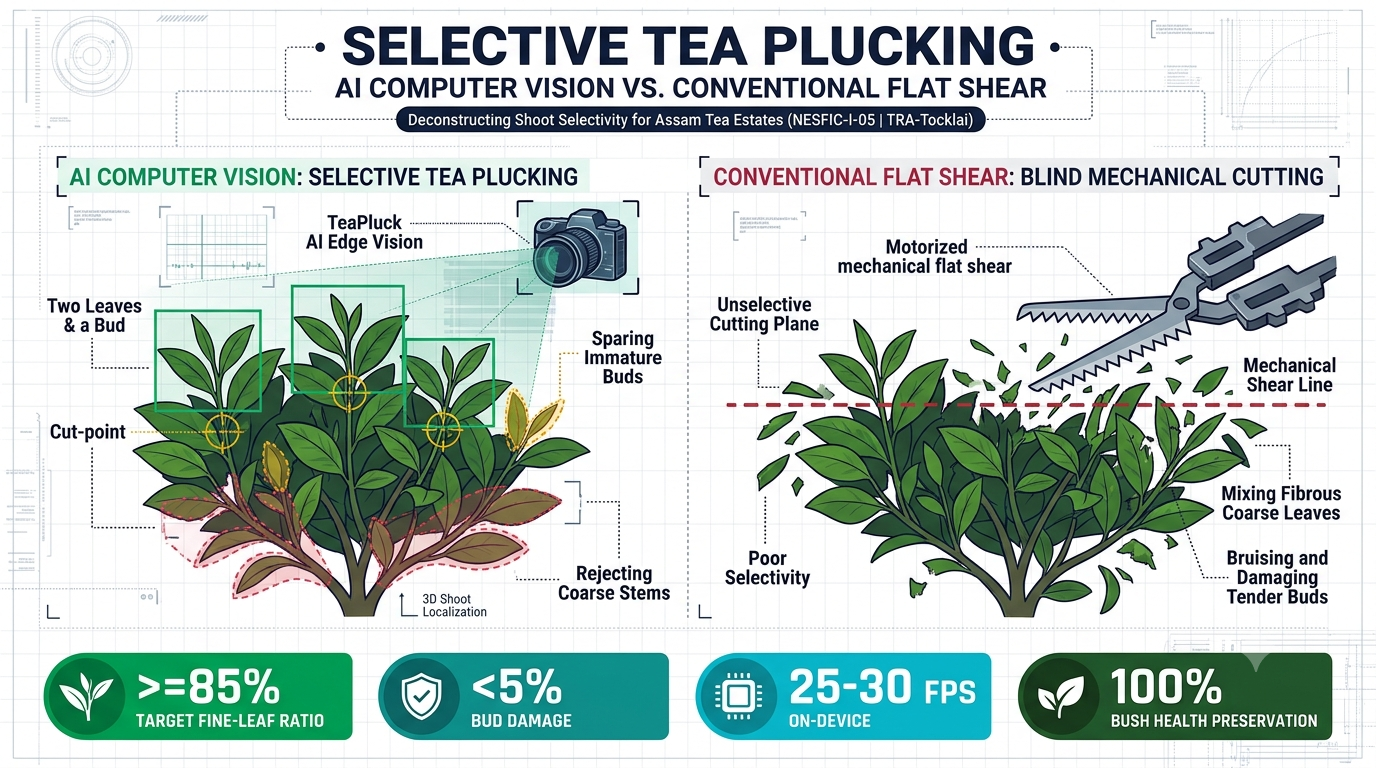 SELECTIVE TEA PLUCKING
AI COMPUTER VISION VS. CONVENTIONAL FLAT SHEAR
Deconstructing Shoot Selectivity for Assam Tea Estates (NESFIC-I-05 | TRA-Tocklai)
AI COMPUTER VISION: SELECTIVE TEA PLUCKING
TeaPluck
AI Edge Vision
Two Leaves
& a Bud
Sparing
Immature
Buds
Cut-point
Rejecting
Coarse Stems
3D Shoot
Localization
CONVENTIONAL FLAT SHEAR: BLIND MECHANICAL CUTTING
Motorized
mechanical flat shear
Unselective
Cutting Plane
Mechanical
Shear Line
Mixing Fibrous
Coarse Leaves
Poor
Selectivity
Bruising and
Damaging
Tender Buds
>=85%
TARGET FINE-LEAF RATIO
<5%
BUD DAMAGE
25-30 FPS
ON-DEVICE
100%
BUSH HEALTH PRESERVATION